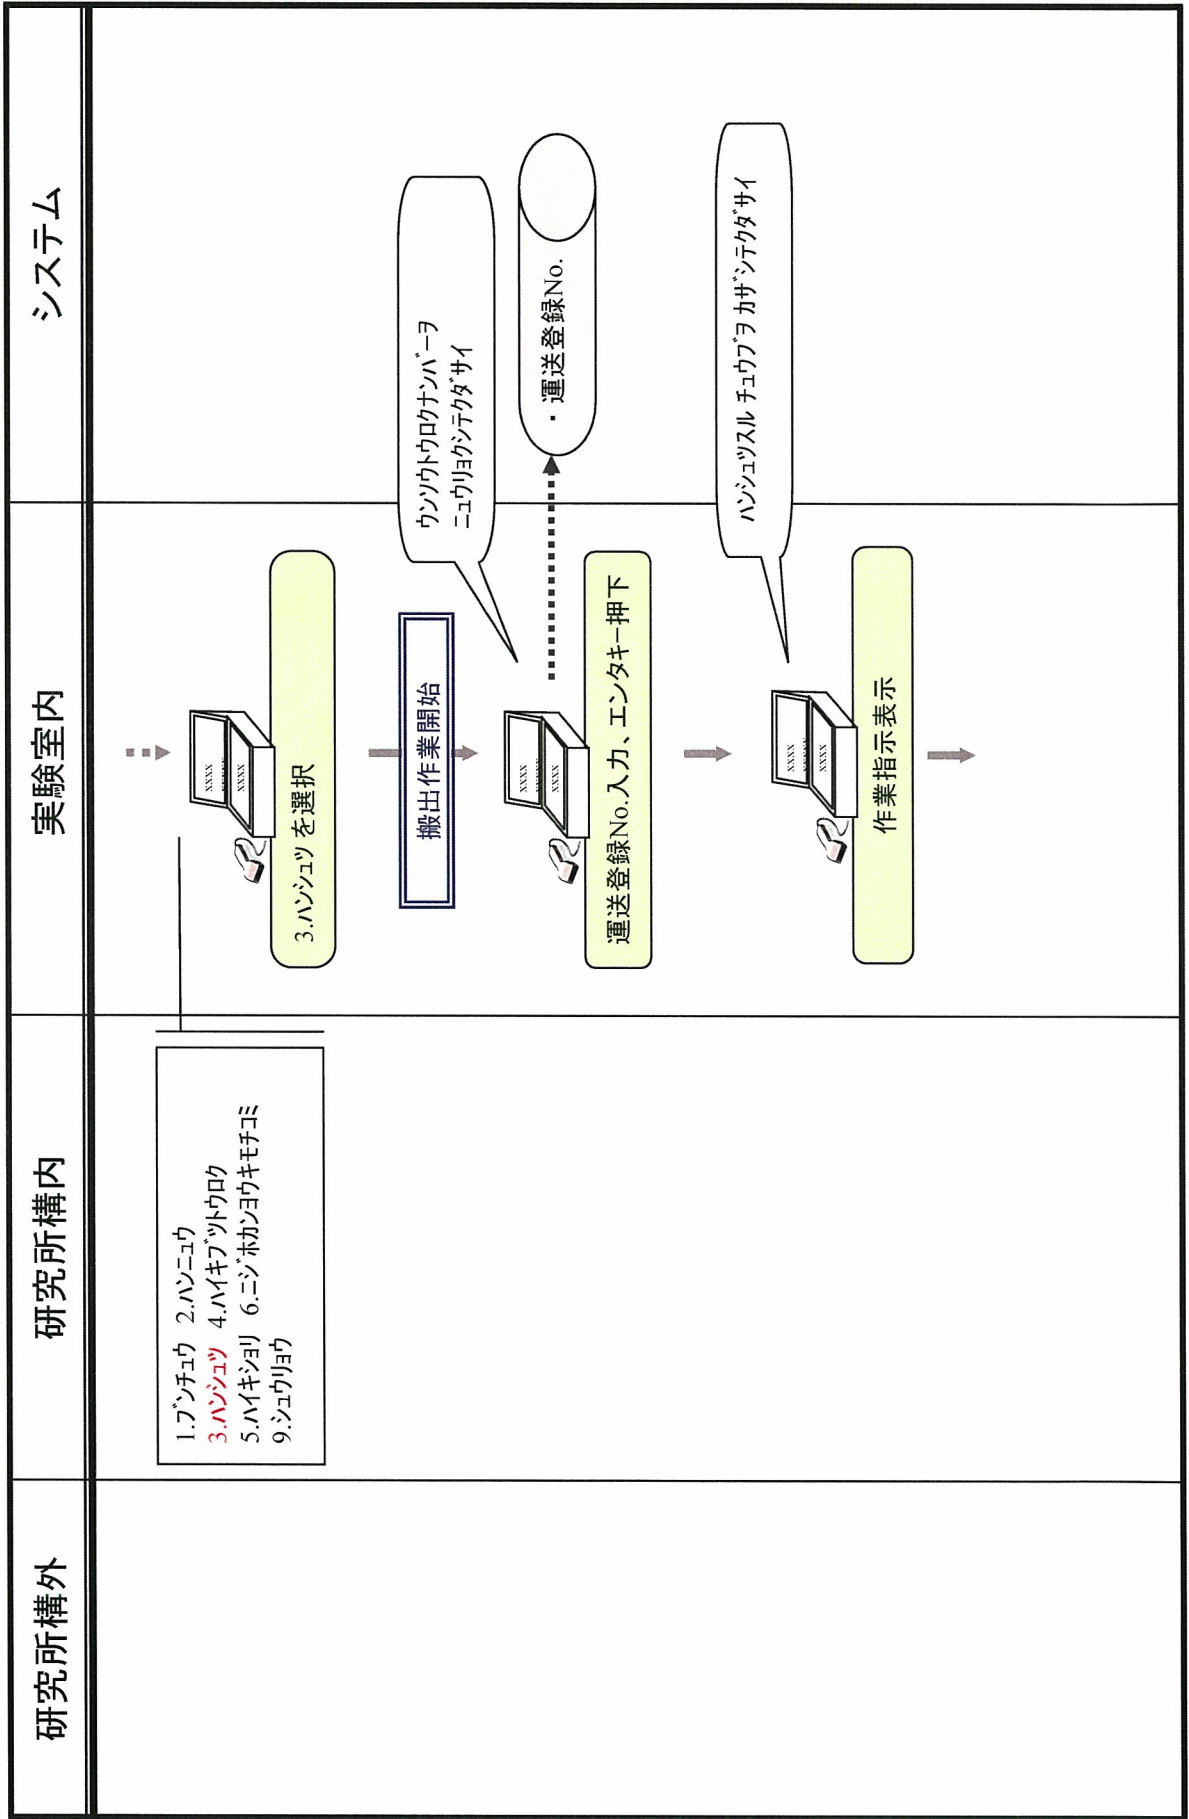 研究所構外
研究所構内
実験室内
システム
1.ブンチュウ 2.ハンニュウ
3.ハンシュツ 4.ハイキブツトウロク
5.ハイキショリ 6.ニジホカンヨウキモチコミ
9.シュウリョウ
XXXX
XXXX
XXXX
3.ハンシュツ を選択
搬出作業開始
ウンソウトウロクナンバーヲ
ニュウリョクシテクダサイ
XXXX
XXXX
XXXX
・運送登録No.
運送登録No.入力、エンタキー押下
ハンシュツスル チュウブヲ カザシテクダサイ
XXXX
XXXX
XXXX
作業指示表示